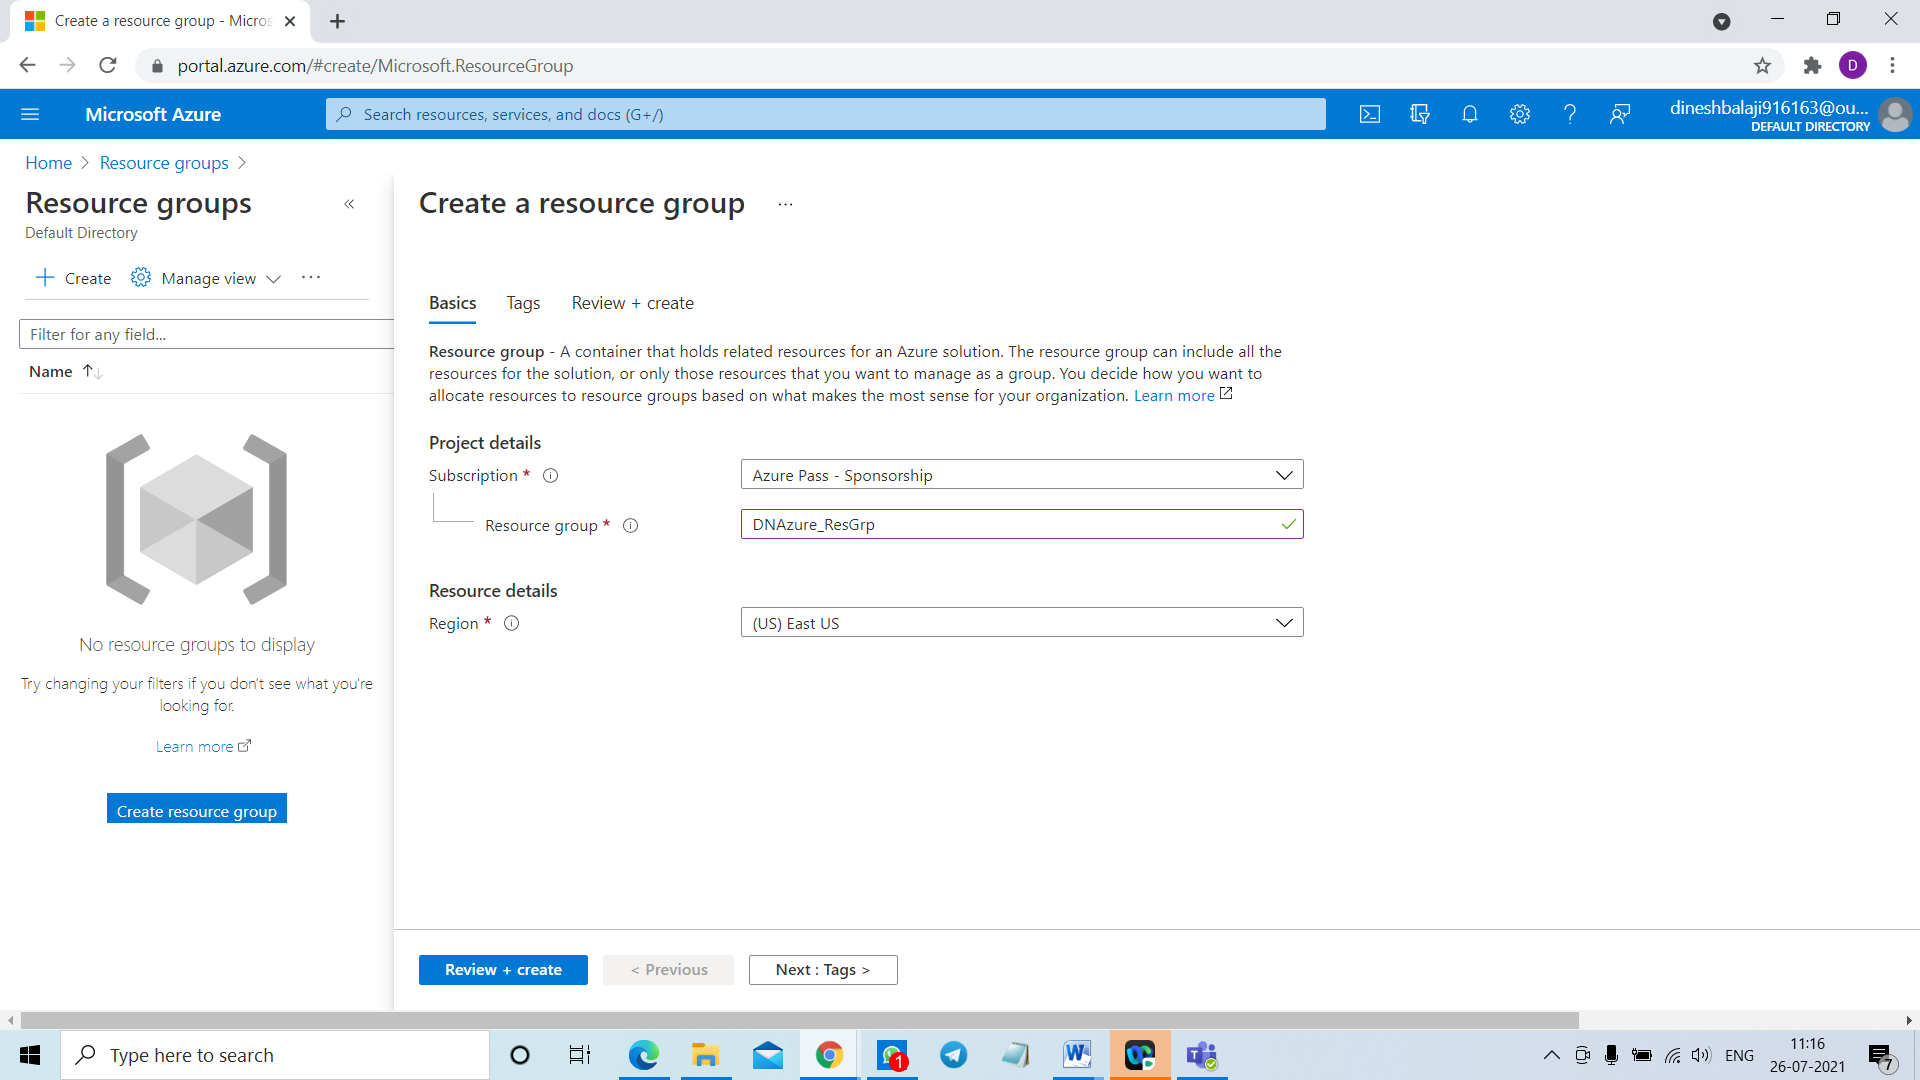 Create a resource group - Micros
portal.azure.com/#create/Microsoft.ResourceGroup
D
Microsoft Azure
Search resources, services, and docs (G+/)
dineshbalaji916163@ou...
DEFAULT DIRECTORY
Home > Resource groups >
Resource groups
Default Directory
Create
Manage view
Filter for any field...
Name
No resource groups to display
Try changing your filters if you don't see what you're
looking for.
Learn more
Create resource group
Create a resource group
Basics
Tags
Review + create
Resource group - A container that holds related resources for an Azure solution. The resource group can include all the
resources for the solution, or only those resources that you want to manage as a group. You decide how you want to
allocate resources to resource groups based on what makes the most sense for your organization. Learn more
Project details
Subscription *
Azure Pass - Sponsorship
Resource group *
DNAzure_ResGrp
Resource details
Region *
(US) East US
Review + create
< Previous
Next : Tags >
Type here to search
1
ENG
11:16
26-07-2021
7